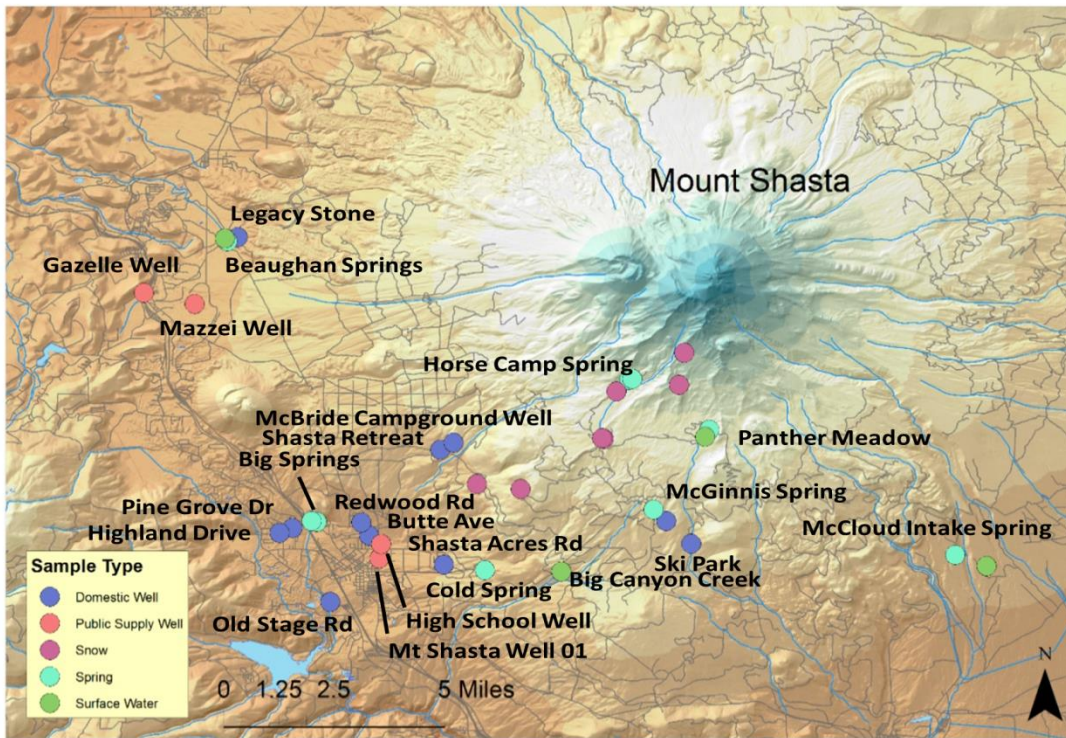 Mount Shasta
Legacy Stone
Gazelle Well
Beaughan Springs
Mazzei Well
Horse Camp Spring
McBride Campground Well
Shasta Retreat
Big Springs
Panther Meadow
McGinnis Spring
Pine Grove Dr
Redwood Rd
Highland Drive
Butte Ave
McCloud Intake Spring
Shasta Acres Rd
Ski Park
Cold Spring
Big Canyon Creek
Old Stage Rd
High School Well
Mt Shasta Well 01
Sample Type
Domestic Well
Public Supply Well
Snow
Spring
Surface Water
0 1.25 2.5 5 Miles
N